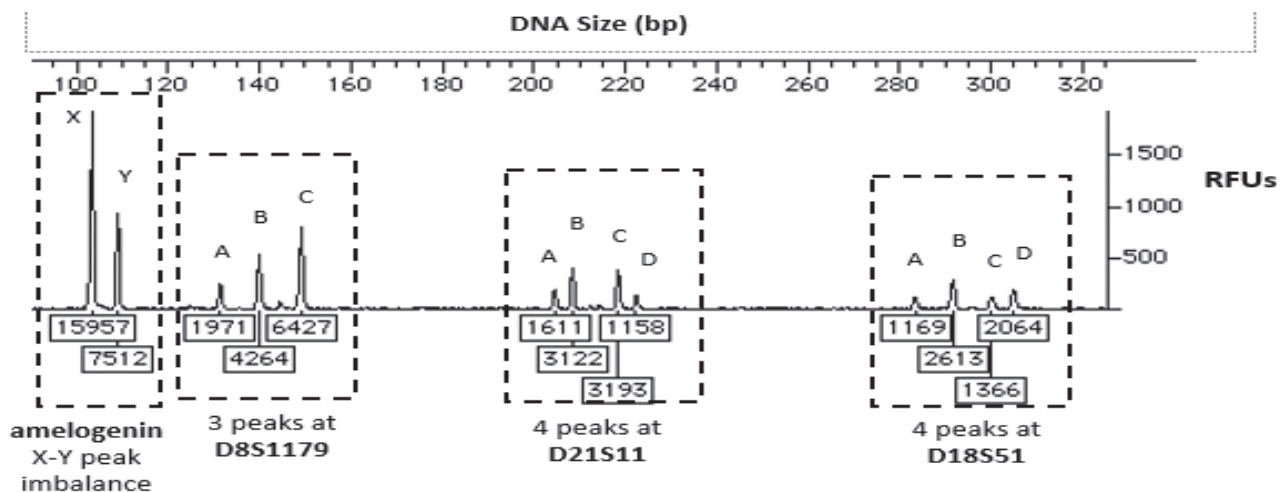 DNA Size (bp)
100 120 140 160 180 200 220 240 260 280 300 320
X
Y
A
B
C
A
B
C
D
A
B
C
D
1500
1000
500
RFUs
15957
7512
1971
4264
6427
1611
3122
3193
1158
1169
2613
1366
2064
amelogenin
X-Y peak
imbalance
3 peaks at
D8S1179
4 peaks at
D21S11
4 peaks at
D18S51